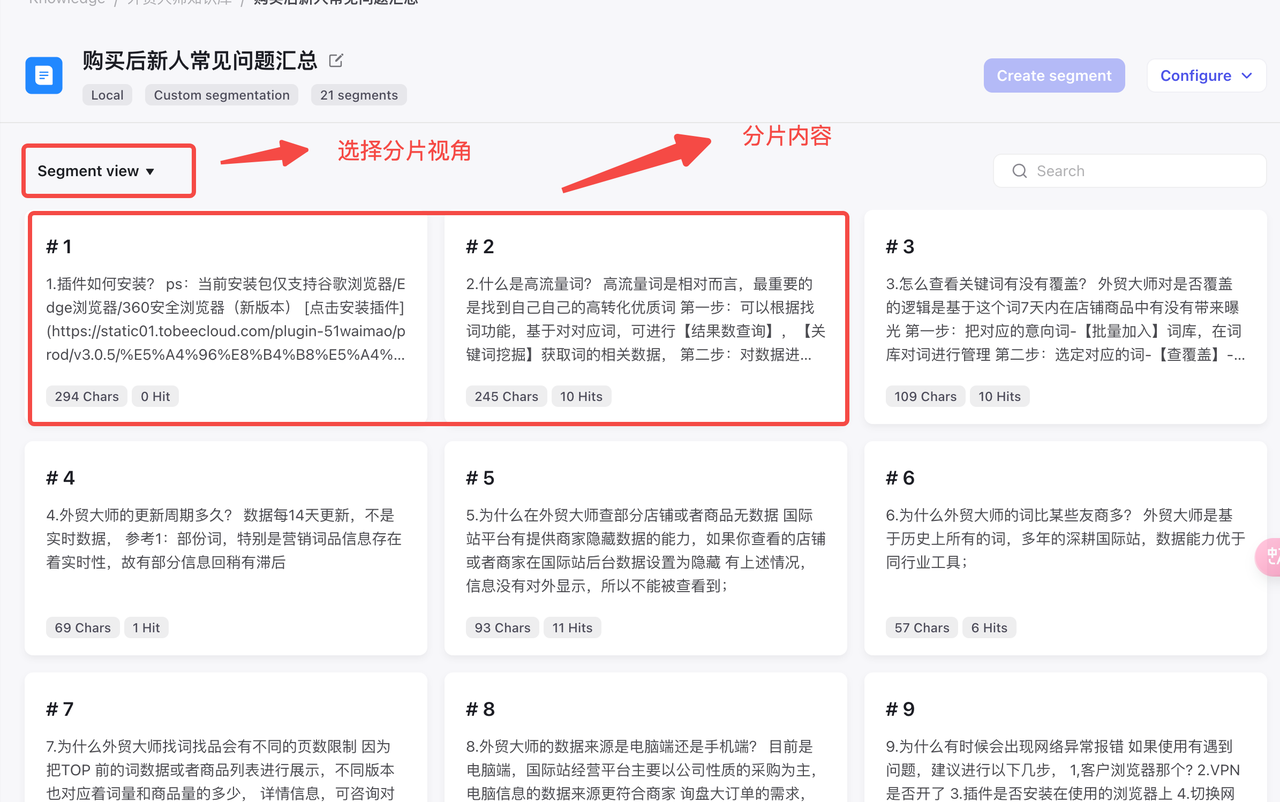 Knowledge / 外贸大师知识库 / 购买后新人常见问题汇总
购买后新人常见问题汇总
Local Custom segmentation 21 segments
Create segment
Configure
Segment view ▼
选择分片视角
分片内容
Search
# 1
1.插件如何安装? ps：当前安装包仅支持谷歌浏览器/E
dge浏览器/360安全浏览器（新版本） [点击安装插件]
(https://static01.tobeecloud.com/plugin-51waimao/p
rod/v3.0.5/%E5%A4%96%E8%B4%B8%E5%A4%...
294 Chars 0 Hit
# 2
2.什么是高流量词? 高流量词是相对而言，最重要的
是找到自己自己的高转化优质词 第一步：可以根据找
词功能，基于对对应词，可进行【结果数查询】，【关
键词挖掘】获取词的相关数据， 第二步：对数据进...
245 Chars 10 Hits
# 3
3.怎么查看关键词有没有覆盖? 外贸大师对是否覆盖
的逻辑是基于这个词7天内在店铺商品中有没有带来曝
光 第一步：把对应的意向词-【批量加入】词库，在词
库对词进行管理 第二步：选定对应的词-【查覆盖】-...
109 Chars 10 Hits
# 4
4.外贸大师的更新周期多久? 数据每14天更新，不是
实时数据， 参考1：部份词，特别是营销词品信息存在
着实时性，故有部分信息回稍有滞后
69 Chars 1 Hit
# 5
5.为什么在外贸大师查部分店铺或者商品无数据 国际
站平台有提供商家隐藏数据的能力，如果你查看的店铺
或者商家在国际站后台数据设置为隐藏 有上述情况，
信息没有对外显示，所以不能被查看到；
93 Chars 11 Hits
# 6
6.为什么外贸大师的词比某些友商多? 外贸大师是基
于历史上所有的词，多年的深耕国际站，数据能力优于
同行业工具；
57 Chars 6 Hits
# 7
7.为什么外贸大师找词找品会有不同的页数限制 因为
把TOP 前的词数据或者商品列表进行展示，不同版本
也对应着词量和商品量的多少， 详情信息，可咨询对
# 8
8.外贸大师的数据来源是电脑端还是手机端? 目前是
电脑端，国际站经营平台主要以公司性质的采购为主，
电脑信息的数据来源更符合商家 询盘大订单的需求，
# 9
9.为什么有时候会出现网络异常报错 如果使用有遇到
问题，建议进行以下几步， 1,客户浏览器那个? 2.VPN
是否开了 3.插件是否安装在使用的浏览器上 4.切换网